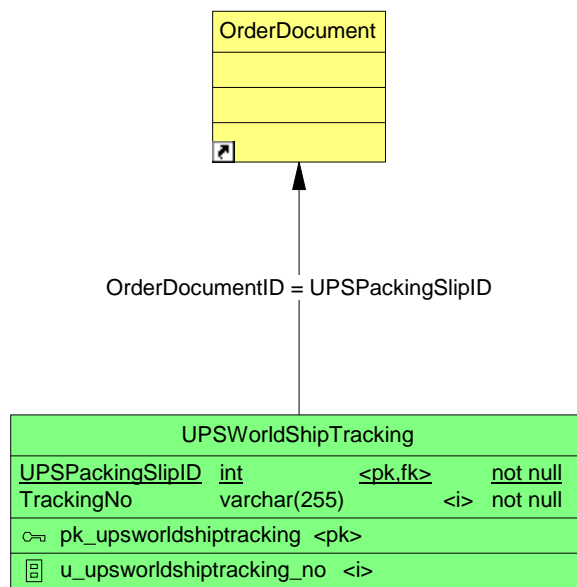 OrderDocument
OrderDocumentID = UPSPackingSlipID
UPSWorldShipTracking
UPSPackingSlipID int <pk,fk> not null
TrackingNo varchar(255) <i> not null
pk_upsworldshiptracking <pk>
u_upsworldshiptracking_no <i>